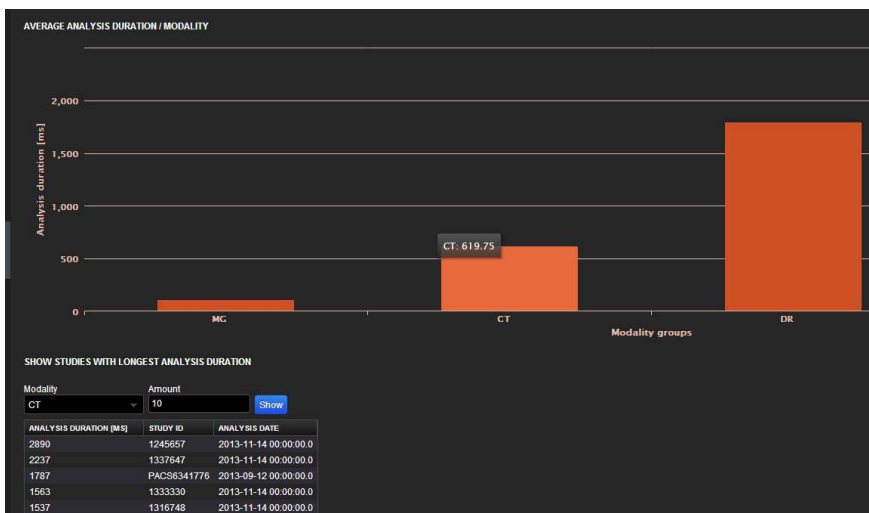 AVERAGE ANALYSIS DURATION / MODALITY
2,000
1,500
1,000
500
0
Analysis duration [ms]
CT: 619.75
MG CT DR
Modality groups
SHOW STUDIES WITH LONGEST ANALYSIS DURATION
Modality Amount
CT 10 Show
ANALYSIS DURATION [MS] STUDY ID ANALYSIS DATE
2890 1245657 2013-11-14 00:00:00.0
2237 1337647 2013-11-14 00:00:00.0
1787 PACS6341776 2013-09-12 00:00:00.0
1563 1333330 2013-11-14 00:00:00.0
1537 1316748 2013-11-14 00:00:00.0